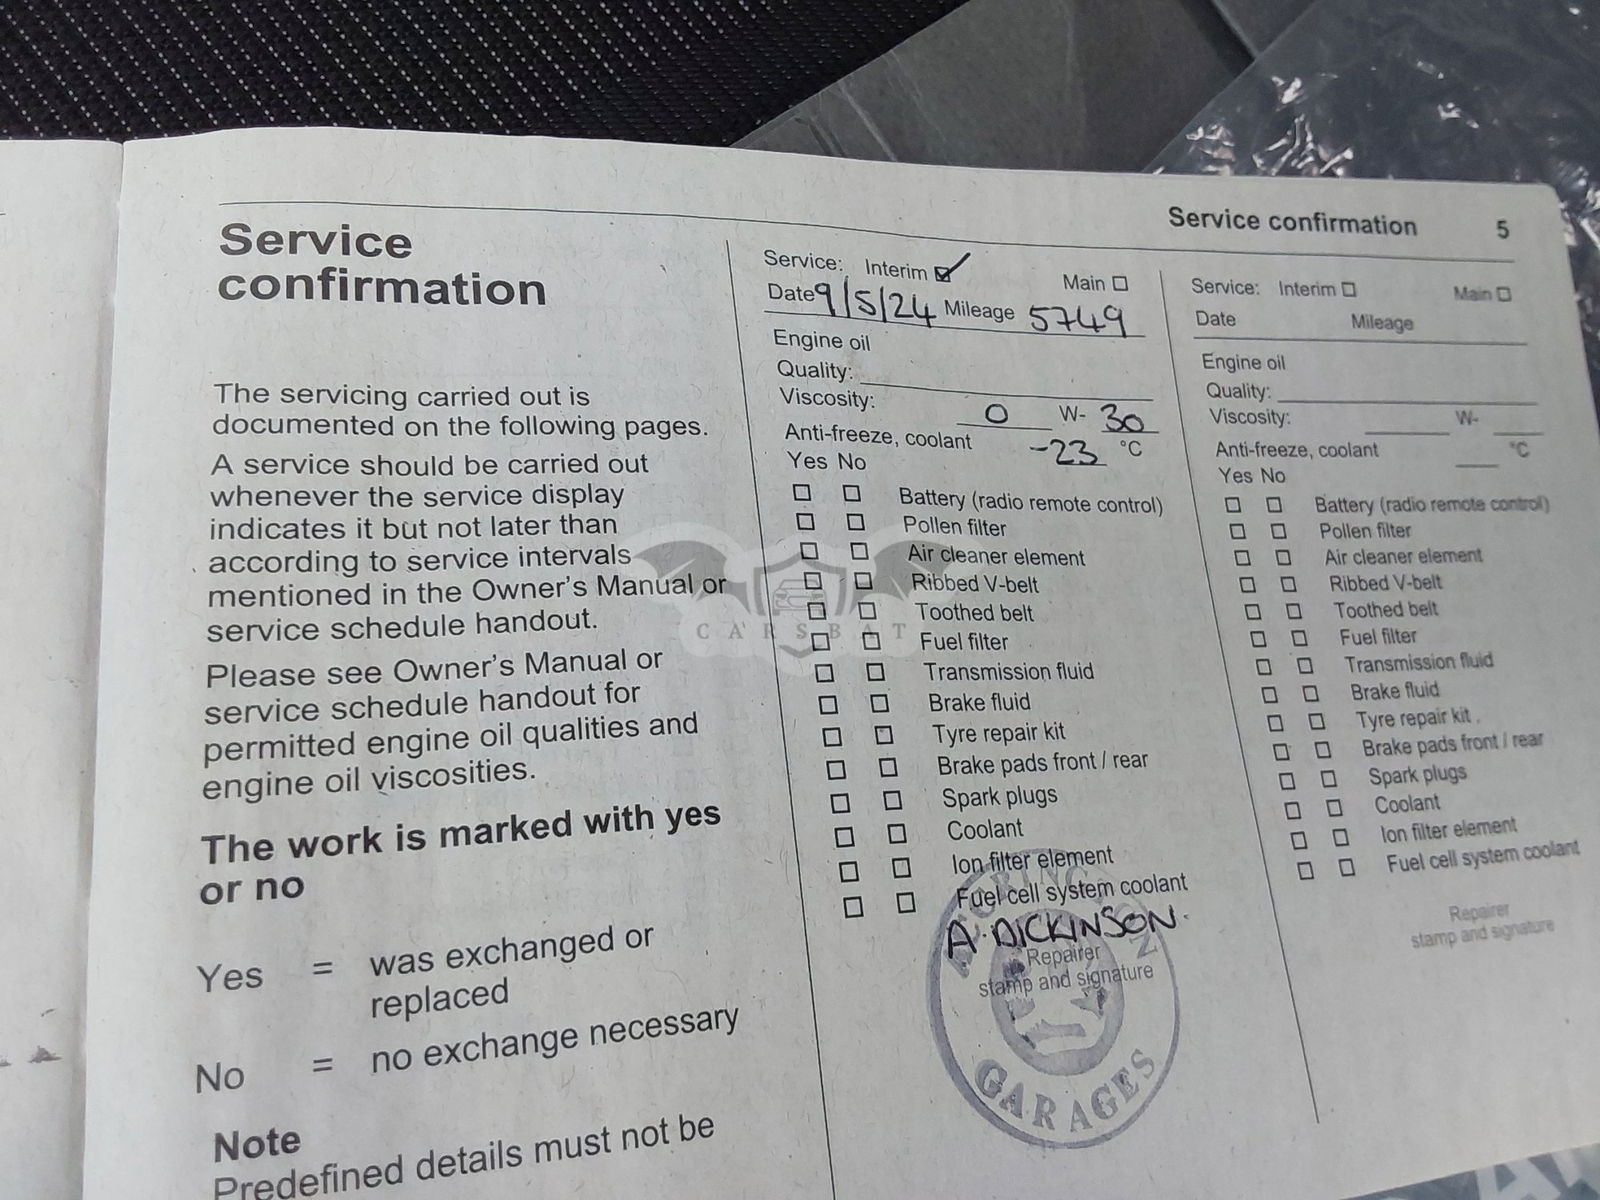 Service confirmation 5
Service
confirmation
The servicing carried out is
documented on the following pages.
A service should be carried out
whenever the service display
indicates it but not later than
according to service intervals
mentioned in the Owner's Manual or
service schedule handout.
Please see Owner's Manual or
service schedule handout for
permitted engine oil qualities and
engine oil viscosities.
The work is marked with yes
or no
Yes = was exchanged or
replaced
No = no exchange necessary
Note
Predefined details must not be
Service: Interim Main
Date 9/5/24 Mileage 5749
Engine oil
Quality:
Viscosity: 0 W- 30
Anti-freeze, coolant -23 °C
Yes No
Battery (radio remote control)
Pollen filter
Air cleaner element
Ribbed V-belt
Toothed belt
Fuel filter
Transmission fluid
Brake fluid
Tyre repair kit
Brake pads front / rear
Spark plugs
Coolant
Ion filter element
Fuel cell system coolant
A. DICKINSON.
Repairer
stamp and signature
ACCRINGTON
GARAGES
Service: Interim Main
Date Mileage
Engine oil
Quality:
Viscosity: W-
Anti-freeze, coolant °C
Yes No
Battery (radio remote control)
Pollen filter
Air cleaner element
Ribbed V-belt
Toothed belt
Fuel filter
Transmission fluid
Brake fluid
Tyre repair kit
Brake pads front / rear
Spark plugs
Coolant
Ion filter element
Fuel cell system coolant
Repairer
stamp and signature
CARSBAT